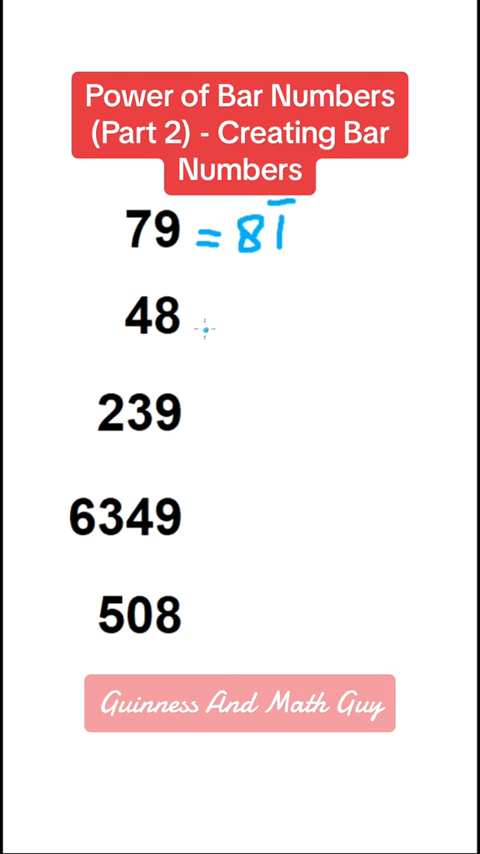 Power of Bar Numbers
(Part 2) - Creating Bar
Numbers
79 = 81̅
48
239
6349
508
Guinness And Math Guy